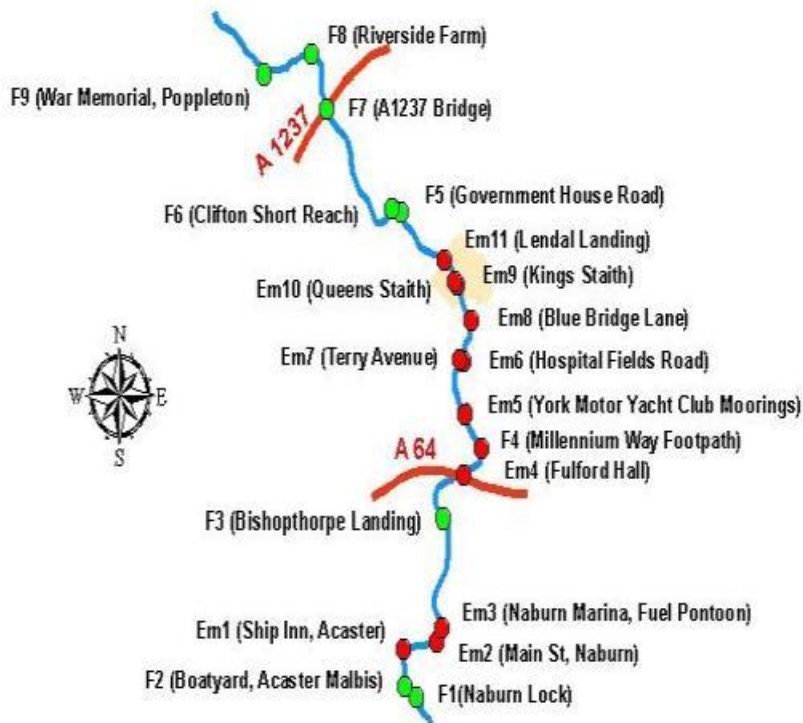 F8 (Riverside Farm)
F9 (War Memorial, Poppleton)
F7 (A1237 Bridge)
A 1237
F5 (Government House Road)
F6 (Clifton Short Reach)
Em11 (Lendal Landing)
Em9 (Kings Staith)
Em10 (Queens Staith)
Em8 (Blue Bridge Lane)
Em7 (Terry Avenue)
Em6 (Hospital Fields Road)
N
W
E
S
Em5 (York Motor Yacht Club Moorings)
F4 (Millennium Way Footpath)
A 64
Em4 (Fulford Hall)
F3 (Bishopthorpe Landing)
Em3 (Naburn Marina, Fuel Pontoon)
Em1 (Ship Inn, Acaster)
Em2 (Main St, Naburn)
F2 (Boatyard, Acaster Malbis)
F1(Naburn Lock)